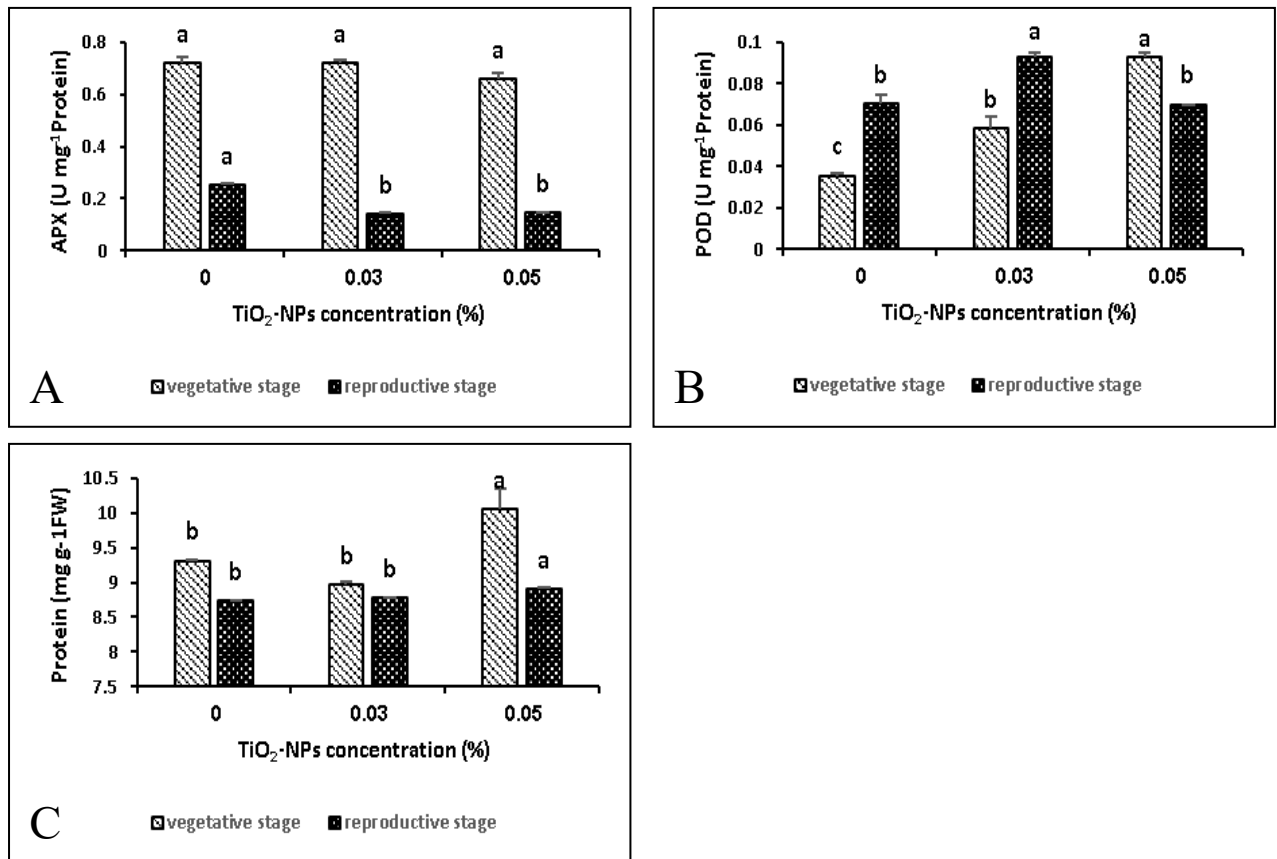 a a a
a b b
0.8
0.6
0.4
0.2
0
APX (U mg-1Protein)
0 0.03 0.05
TiO2-NPs concentration (%)
vegetative stage reproductive stage
A
a a
b b b
c
0.1
0.08
0.06
0.04
0.02
0
POD (U mg-1Protein)
0 0.03 0.05
TiO2-NPs concentration (%)
vegetative stage reproductive stage
B
a
b b b a
b
10.5
10
9.5
9
8.5
8
7.5
Protein (mg g-1FW)
0 0.03 0.05
TiO2-NPs concentration (%)
vegetative stage reproductive stage
C